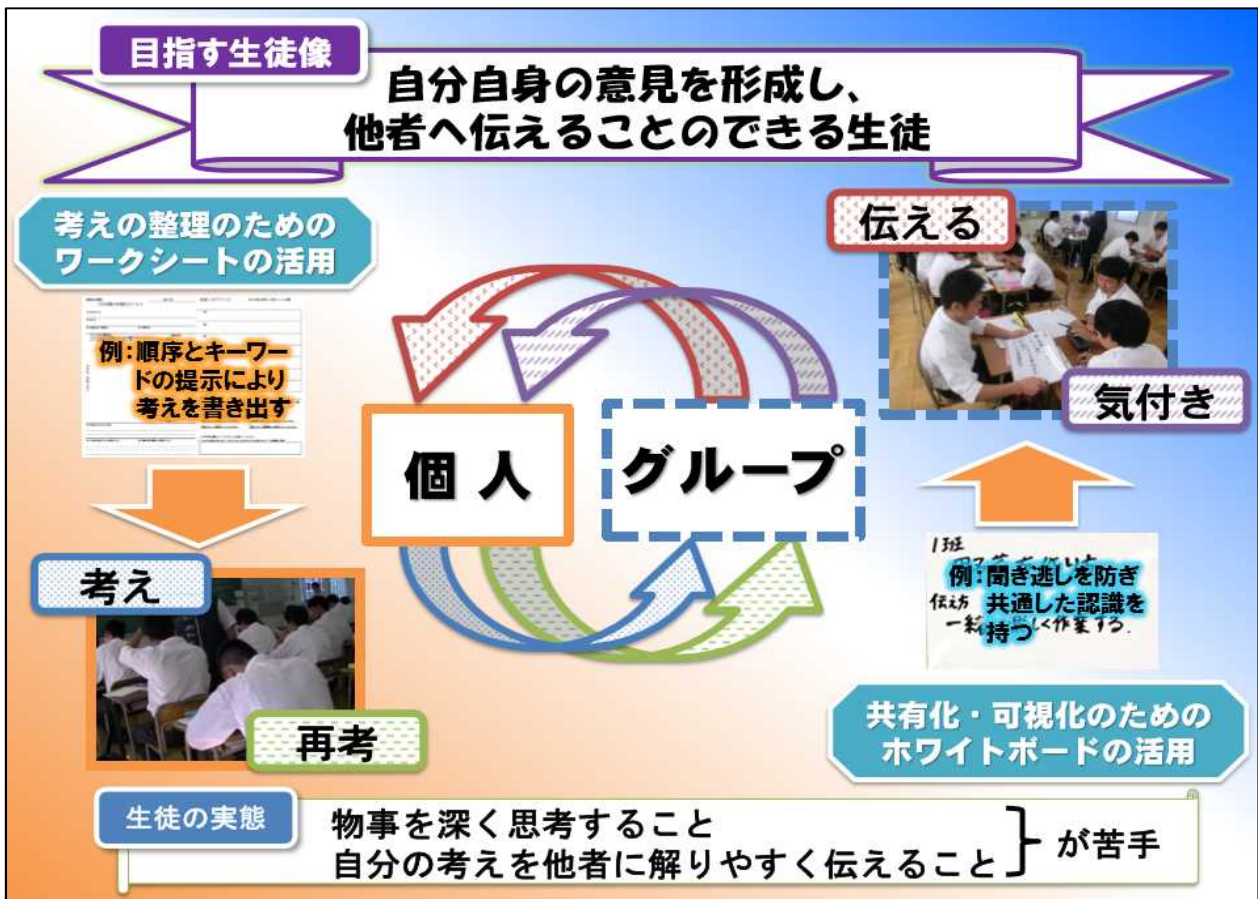 目指す生徒像
自分自身の意見を形成し、
他者へ伝えることのできる生徒
考えの整理のための
ワークシートの活用
例：順序とキーワー
ドの提示により
考えを書き出す
伝える
気付き
個人
グループ
考え
再考
1班
例：聞き逃しを防ぎ
伝え方 共通した認識を
持つ
く作業する.
共有化・可視化のための
ホワイトボードの活用
生徒の実態
物事を深く思考すること
自分の考えを他者に解りやすく伝えること
が苦手